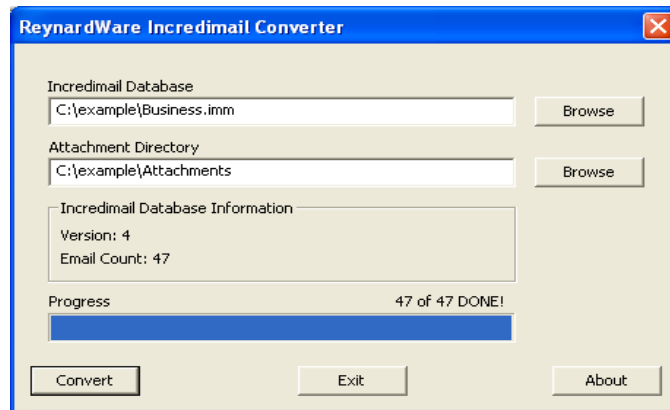 ReynardWare Incredimail Converter
Incredimail Database
C:\example\Business.imm
Browse
Attachment Directory
C:\example\Attachments
Browse
Incredimail Database Information
Version: 4
Email Count: 47
Progress 47 of 47 DONE!
Convert Exit About